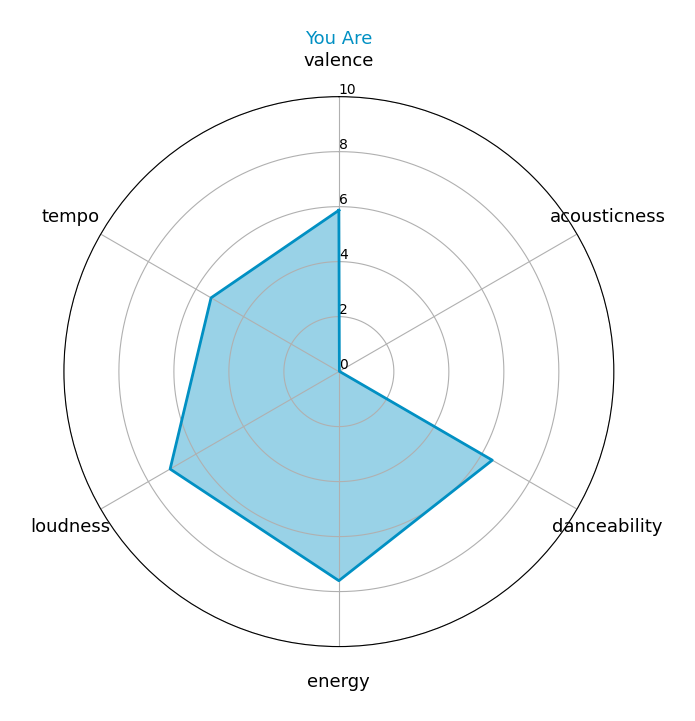 You Are
valence
10
8
6
4
2
0
tempo
acousticness
loudness
danceability
energy